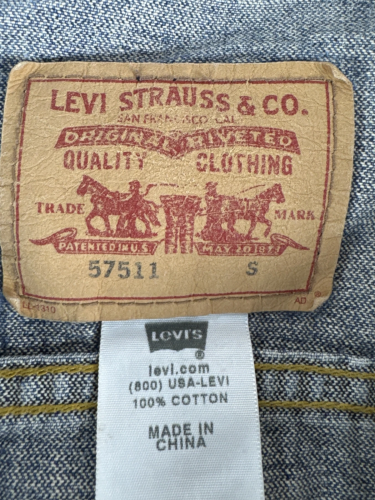 LEVI STRAUSS & CO.
SAN FRANCISCO CAL
ORIGINAL RIVETED
QUALITY CLOTHING
TRADE MARK
PATENTED IN U.S. MAY 20 1873
57511 S
AD
Levi's
®
levi.com
(800) USA-LEVI
100% COTTON
MADE IN
CHINA